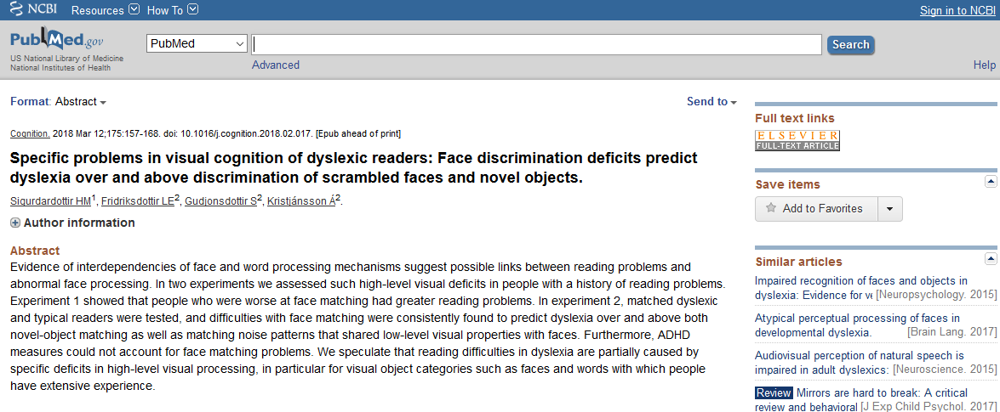 NCBI Resources How To Sign in to NCBI
PubMed.gov
US National Library of Medicine
National Institutes of Health
PubMed
Search
Advanced
Help
Format: Abstract
Send to
Cognition. 2018 Mar 12;175:157-168. doi: 10.1016/j.cognition.2018.02.017. [Epub ahead of print]
Specific problems in visual cognition of dyslexic readers: Face discrimination deficits predict
dyslexia over and above discrimination of scrambled faces and novel objects.
Sigurdardottir HM1, Fridriksdottir LE2, Gudjonsdottir S2, Kristjánsson Á2.
Author information
Abstract
Evidence of interdependencies of face and word processing mechanisms suggest possible links between reading problems and
abnormal face processing. In two experiments we assessed such high-level visual deficits in people with a history of reading problems.
Experiment 1 showed that people who were worse at face matching had greater reading problems. In experiment 2, matched dyslexic
and typical readers were tested, and difficulties with face matching were consistently found to predict dyslexia over and above both
novel-object matching as well as matching noise patterns that shared low-level visual properties with faces. Furthermore, ADHD
measures could not account for face matching problems. We speculate that reading difficulties in dyslexia are partially caused by
specific deficits in high-level visual processing, in particular for visual object categories such as faces and words with which people
have extensive experience.
Full text links
ELSEVIER
FULL-TEXT ARTICLE
Save items
Add to Favorites
Similar articles
Impaired recognition of faces and objects in
dyslexia: Evidence for ve [Neuropsychology. 2015]
Atypical perceptual processing of faces in
developmental dyslexia. [Brain Lang. 2017]
Audiovisual perception of natural speech is
impaired in adult dyslexics: [Neuroscience. 2015]
Review Mirrors are hard to break: A critical
review and behavioral [J Exp Child Psychol. 2017]